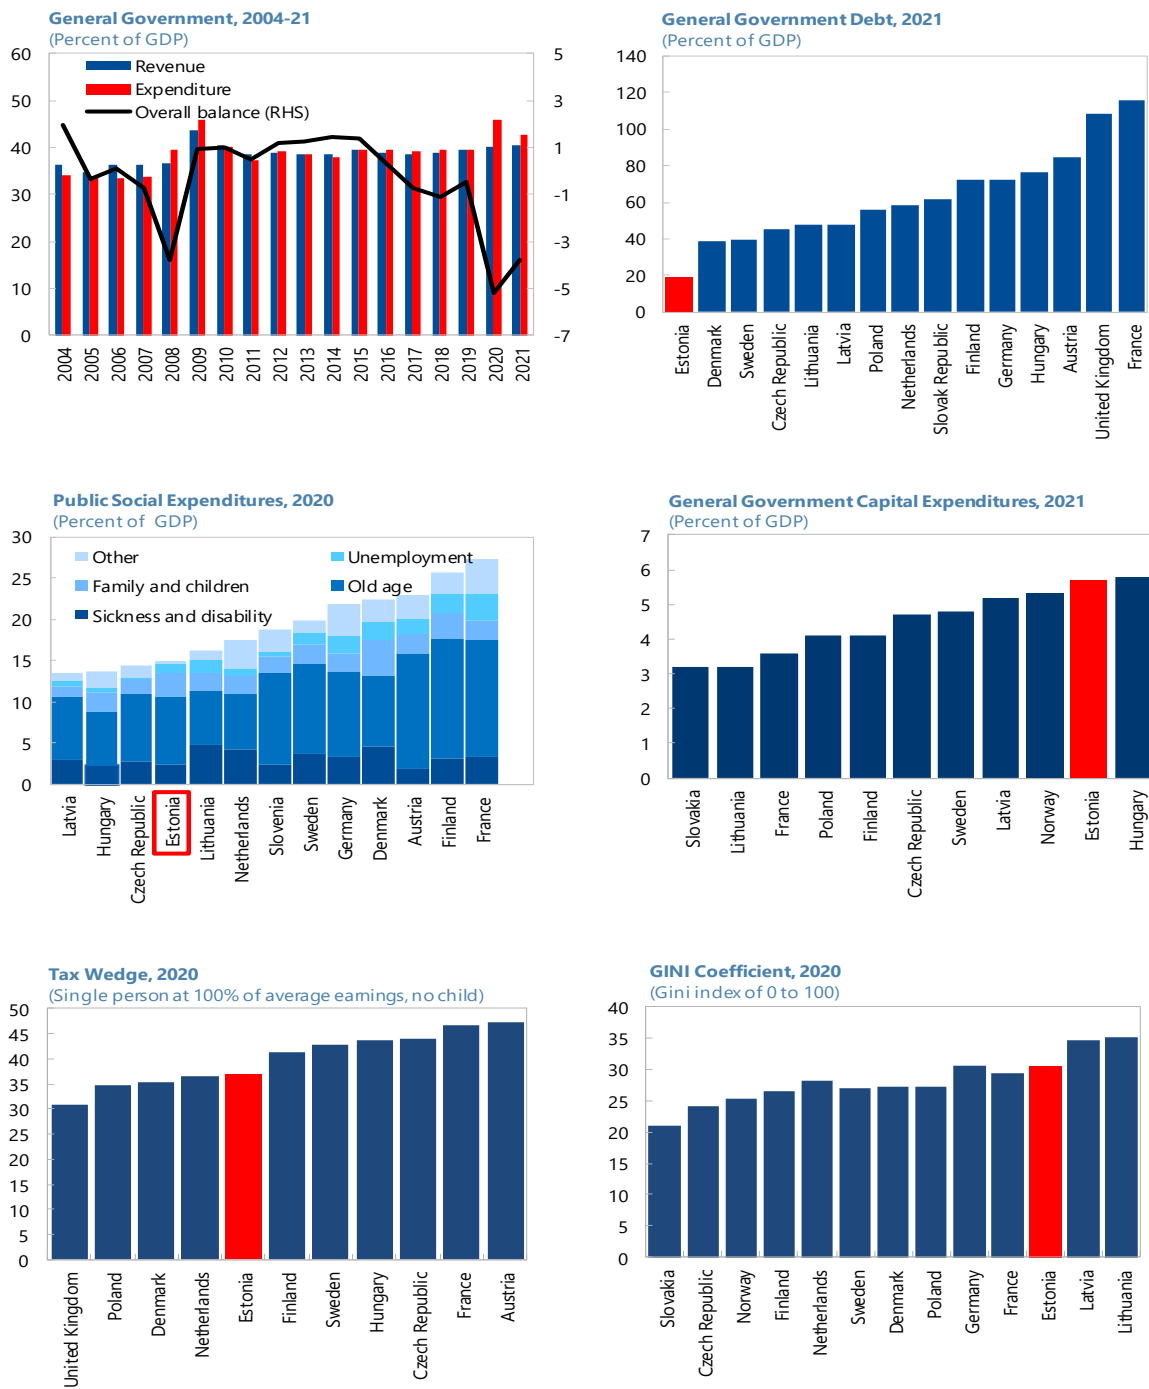 General Government, 2004-21
(Percent of GDP)
60
50
40
30
20
10
0
5
3
1
-1
-3
-5
-7
Revenue
Expenditure
Overall balance (RHS)
2004
2005
2006
2007
2008
2009
2010
2011
2012
2013
2014
2015
2016
2017
2018
2019
2020
2021
General Government Debt, 2021
(Percent of GDP)
140
120
100
80
60
40
20
0
Estonia
Denmark
Sweden
Czech Republic
Lithuania
Latvia
Poland
Netherlands
Slovak Republic
Finland
Germany
Hungary
Austria
United Kingdom
France
Public Social Expenditures, 2020
(Percent of GDP)
30
25
20
15
10
5
0
Other
Unemployment
Family and children
Old age
Sickness and disability
Latvia
Hungary
Czech Republic
Estonia
Lithuania
Netherlands
Slovenia
Sweden
Germany
Denmark
Austria
Finland
France
General Government Capital Expenditures, 2021
(Percent of GDP)
7
6
5
4
3
2
1
0
Slovakia
Lithuania
France
Poland
Finland
Czech Republic
Sweden
Latvia
Norway
Estonia
Hungary
Tax Wedge, 2020
(Single person at 100% of average earnings, no child)
50
45
40
35
30
25
20
15
10
5
0
United Kingdom
Poland
Denmark
Netherlands
Estonia
Finland
Sweden
Hungary
Czech Republic
France
Austria
GINI Coefficient, 2020
(Gini index of 0 to 100)
40
35
30
25
20
15
10
5
0
Slovakia
Czech Republic
Norway
Finland
Netherlands
Sweden
Denmark
Poland
Germany
France
Estonia
Latvia
Lithuania